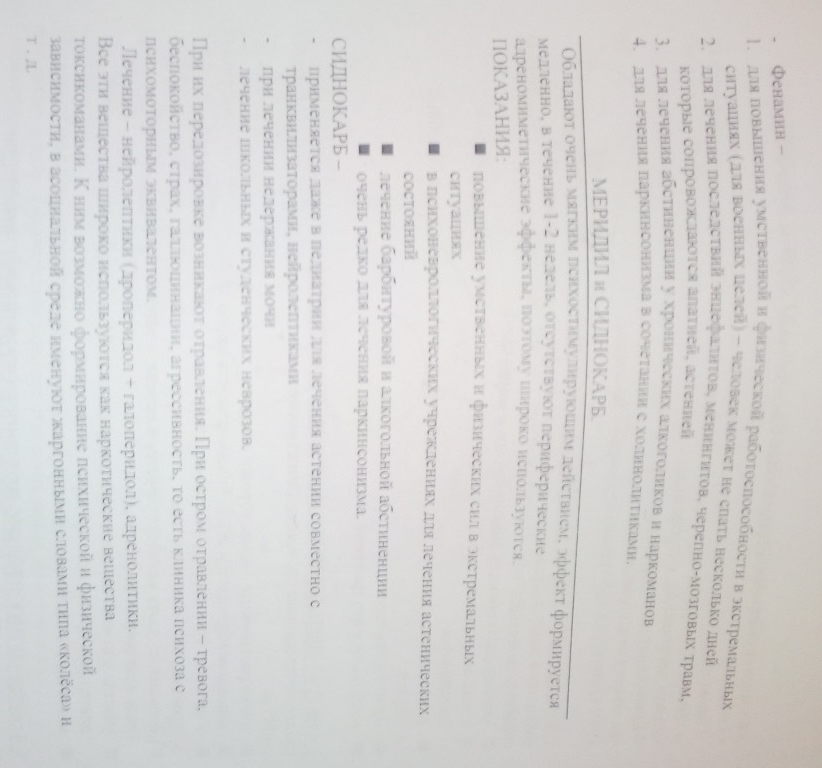 - Фенамин –
1. для повышения умственной и физической работоспособности в экстремальных
ситуациях (для военных целей) – человек может не спать несколько дней
2. для лечения последствий энцефалитов, менингитов, черепно-мозговых травм,
которые сопровождаются апатией, астенией
3. для лечения абстиненции у хронических алкоголиков и наркоманов
4. для лечения паркинсонизма в сочетании с холинолитиками.
МЕРИДИЛ и СИДНОКАРБ
Обладают очень мягким психостимулирующим действием, эффект формируется
медленно, в течение 1-2 недель, отсутствуют периферические
адреномиметические эффекты, поэтому широко используются.
ПОКАЗАНИЯ:
■ повышение умственных и физических сил в экстремальных
ситуациях
■ в психоневрологических учреждениях для лечения астенических
состояний
■ лечение барбитуровой и алкогольной абстиненции
■ очень редко для лечения паркинсонизма.
СИДНОКАРБ –
- применяется даже в педиатрии для лечения астении совместно с
транквилизаторами, нейролептиками
- при лечении недержания мочи
- лечение школьных и студенческих неврозов.
При их передозировке возникают отравления. При остром отравлении – тревога,
беспокойство, страх, галлюцинации, агрессивность, то есть клиника психоза с
психомоторным эквивалентом.
Лечение – нейролептики (дроперидол + галоперидол), адренолитики.
Все эти вещества широко используются как наркотические вещества
токсикоманами. К ним возможно формирование психической и физической
зависимости, в асоциальной среде именуют жаргонными словами типа «колёса» и
т . д.